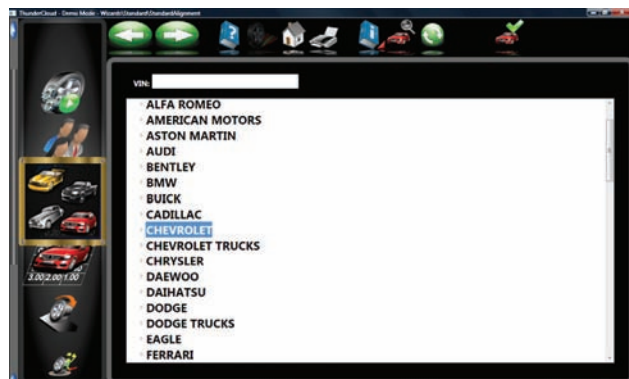 ThunderCloud - Demo Mode - Wizards\Standard\StandardAlignment
VIN:
ALFA ROMEO
AMERICAN MOTORS
ASTON MARTIN
AUDI
BENTLEY
BMW
BUICK
CADILLAC
CHEVROLET
CHEVROLET TRUCKS
CHRYSLER
DAEWOO
DAIHATSU
DODGE
DODGE TRUCKS
EAGLE
FERRARI
3.00 2.00 1.00